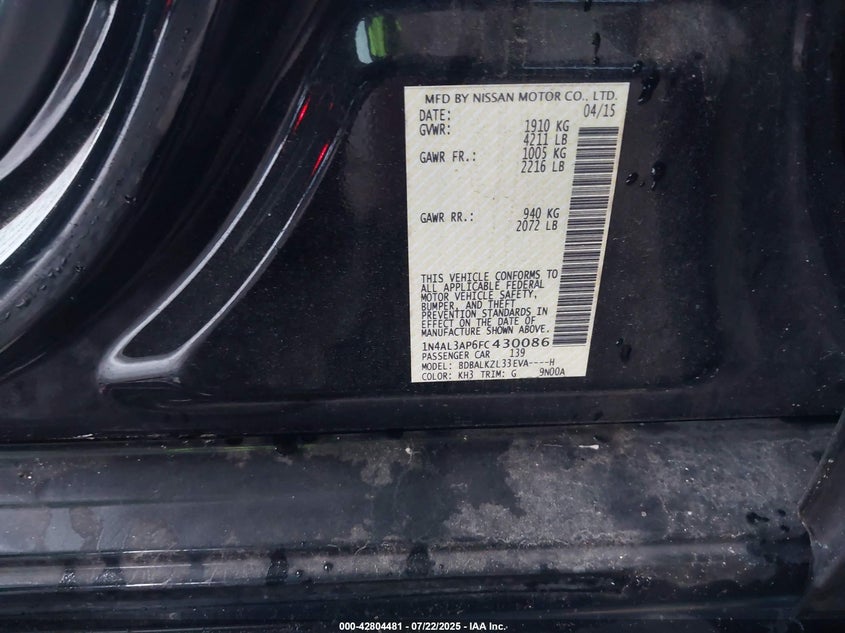 MFD BY NISSAN MOTOR CO., LTD.
DATE: 04/15
GVWR: 1910 KG
4211 LB
GAWR FR.: 1005 KG
2216 LB
GAWR RR.: 940 KG
2072 LB
THIS VEHICLE CONFORMS TO
ALL APPLICABLE FEDERAL
MOTOR VEHICLE SAFETY,
BUMPER, AND THEFT
PREVENTION STANDARDS IN
EFFECT ON THE DATE OF
MANUFACTURE SHOWN ABOVE.
1N4AL3AP6FC430086
PASSENGER CAR 139
MODEL: BDBALKZL33EVA----H
COLOR: KH3 TRIM: G 9N00A
000-42804481 - 07/22/2025 - IAA Inc.